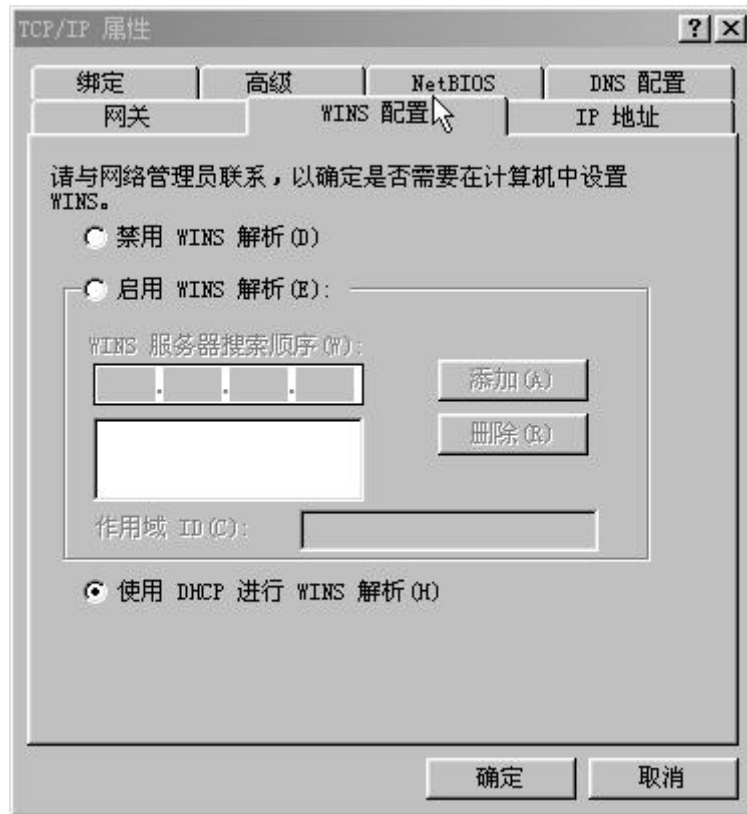 TCP/IP 属性
绑定 高级 NetBIOS DNS 配置
网关 WINS 配置 IP 地址
请与网络管理员联系，以确定是否需要在计算机中设置
WINS。
禁用 WINS 解析(D)
启用 WINS 解析(E):
WINS 服务器搜索顺序(W):
添加(A)
删除(R)
作用域 ID(C):
使用 DHCP 进行 WINS 解析(H)
确定 取消